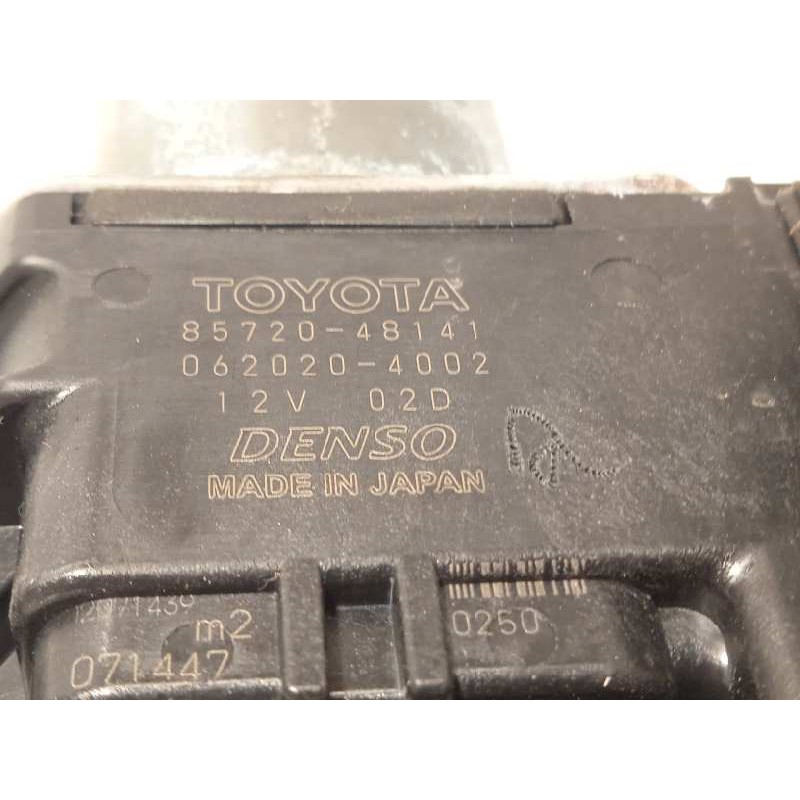 TOYOTA
85720-48141
062020-4002
12V 02D
DENSO
MADE IN JAPAN
m2
0250
071447